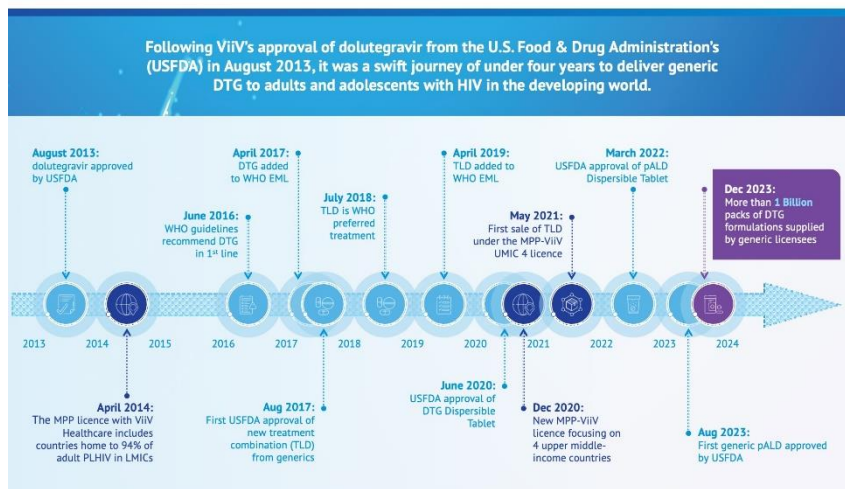 Following ViiV's approval of dolutegravir from the U.S. Food & Drug Administration's
(USFDA) in August 2013, it was a swift journey of under four years to deliver generic
DTG to adults and adolescents with HIV in the developing world.
August 2013:
dolutegravir approved
by USFDA
April 2017:
DTG added
to WHO EML
April 2019:
TLD added to
WHO EML
March 2022:
USFDA approval of pALD
Dispersible Tablet
June 2016:
WHO guidelines
recommend DTG
in 1st line
July 2018:
TLD is WHO
preferred
treatment
May 2021:
First sale of TLD
under the MPP-ViiV
UMIC 4 licence
Dec 2023:
More than 1 Billion
packs of DTG
formulations supplied
by generic licensees
2013
2014
2015
2016
2017
2018
2019
2020
2021
2022
2023
2024
April 2014:
The MPP licence with ViiV
Healthcare includes
countries home to 94% of
adult PLHIV in LMICs
Aug 2017:
First USFDA approval of
new treatment
combination (TLD)
from generics
June 2020:
USFDA approval of
DTG Dispersible
Tablet
Dec 2020:
New MPP-ViiV
licence focusing on
4 upper middle-
income countries
Aug 2023:
First generic pALD approved
by USFDA